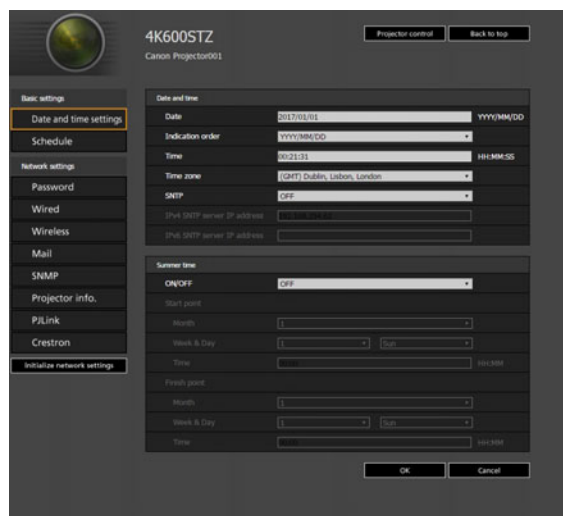 4K600STZ
Canon Projector001
Projector control
Back to top
Basic settings
Date and time settings
Schedule
Network settings
Password
Wired
Wireless
Mail
SNMP
Projector info.
PJLink
Crestron
Initialize network settings
Date and time
Date 2017/01/01 YYYY/MM/DD
Indication order YYYY/MM/DD
Time 00:21:31 HH:MM:SS
Time zone (GMT) Dublin, Lisbon, London
SNTP OFF
IPv4 SNTP server IP address
IPv6 SNTP server IP address
Summer time
ON/OFF OFF
Start point
Month 1
Week & Day 1 Sun
Time HH:MM
Finish point
Month 1
Week & Day 1 Sun
Time HH:MM
OK
Cancel